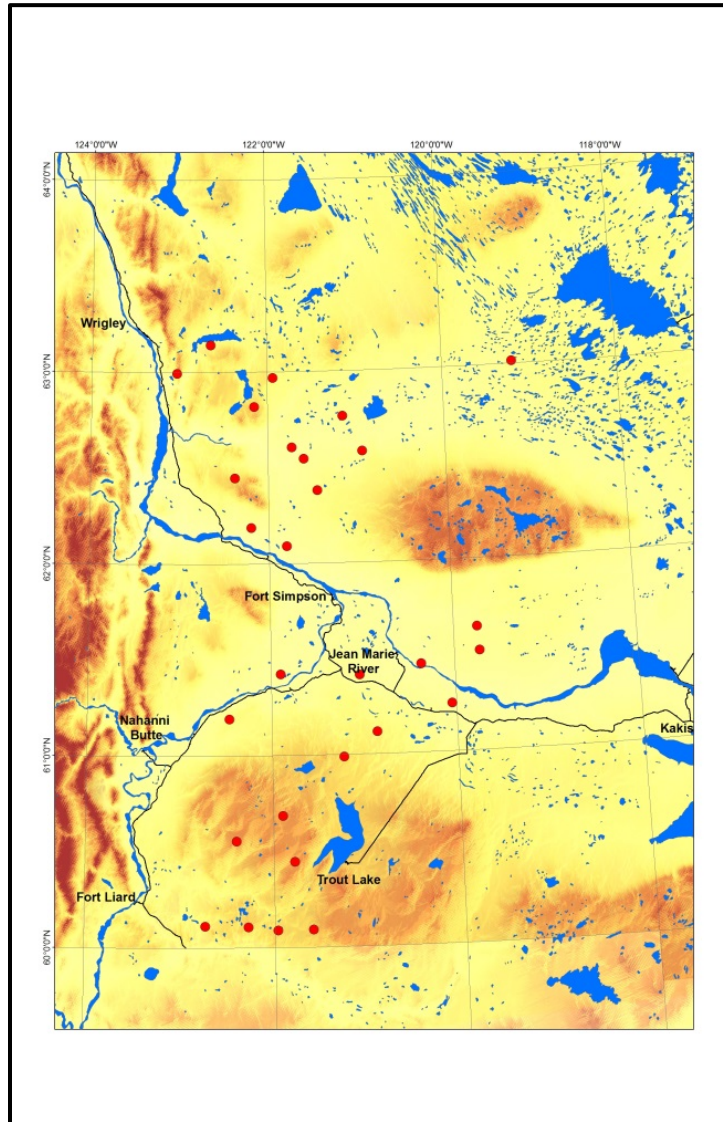 124°0'0"W
122°0'0"W
120°0'0"W
118°0'0"W
64°0'0"N
63°0'0"N
62°0'0"N
61°0'0"N
60°0'0"N
Wrigley
Fort Simpson
Jean Marie
River
Nahanni
Butte
Kakis
Trout Lake
Fort Liard